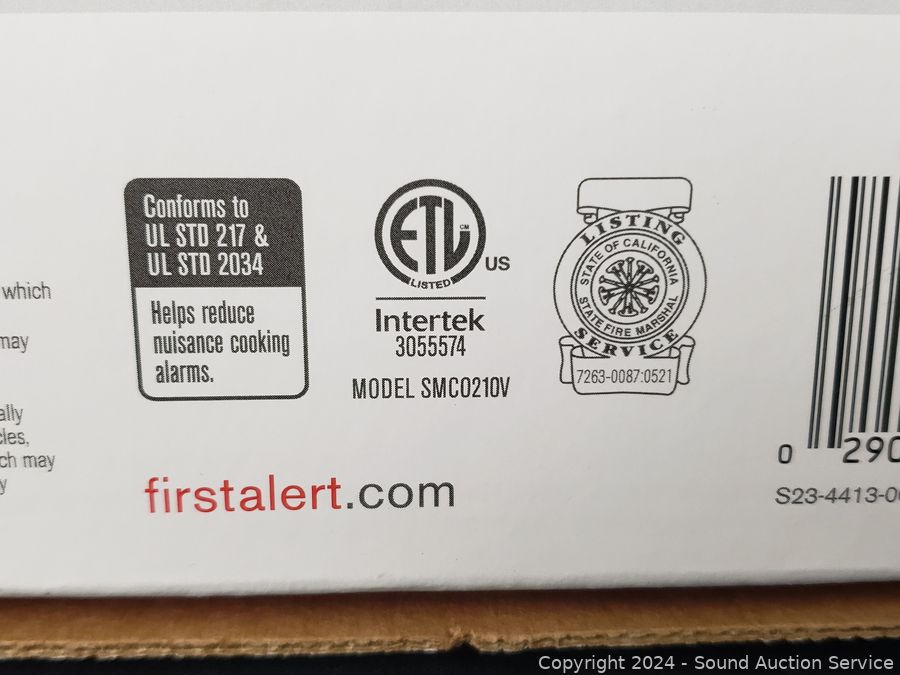 which
may
ally
cles,
ch may
y
Conforms to
UL STD 217 &
UL STD 2034
Helps reduce
nuisance cooking
alarms.
ETL
CM
LISTED
US
Intertek
3055574
MODEL SMCO210V
LISTING
STATE OF CALIFORNIA
STATE FIRE MARSHAL
SERVICE
7263-0087:0521
firstalert.com
0 290
S23-4413-0
Copyright 2024 - Sound Auction Service